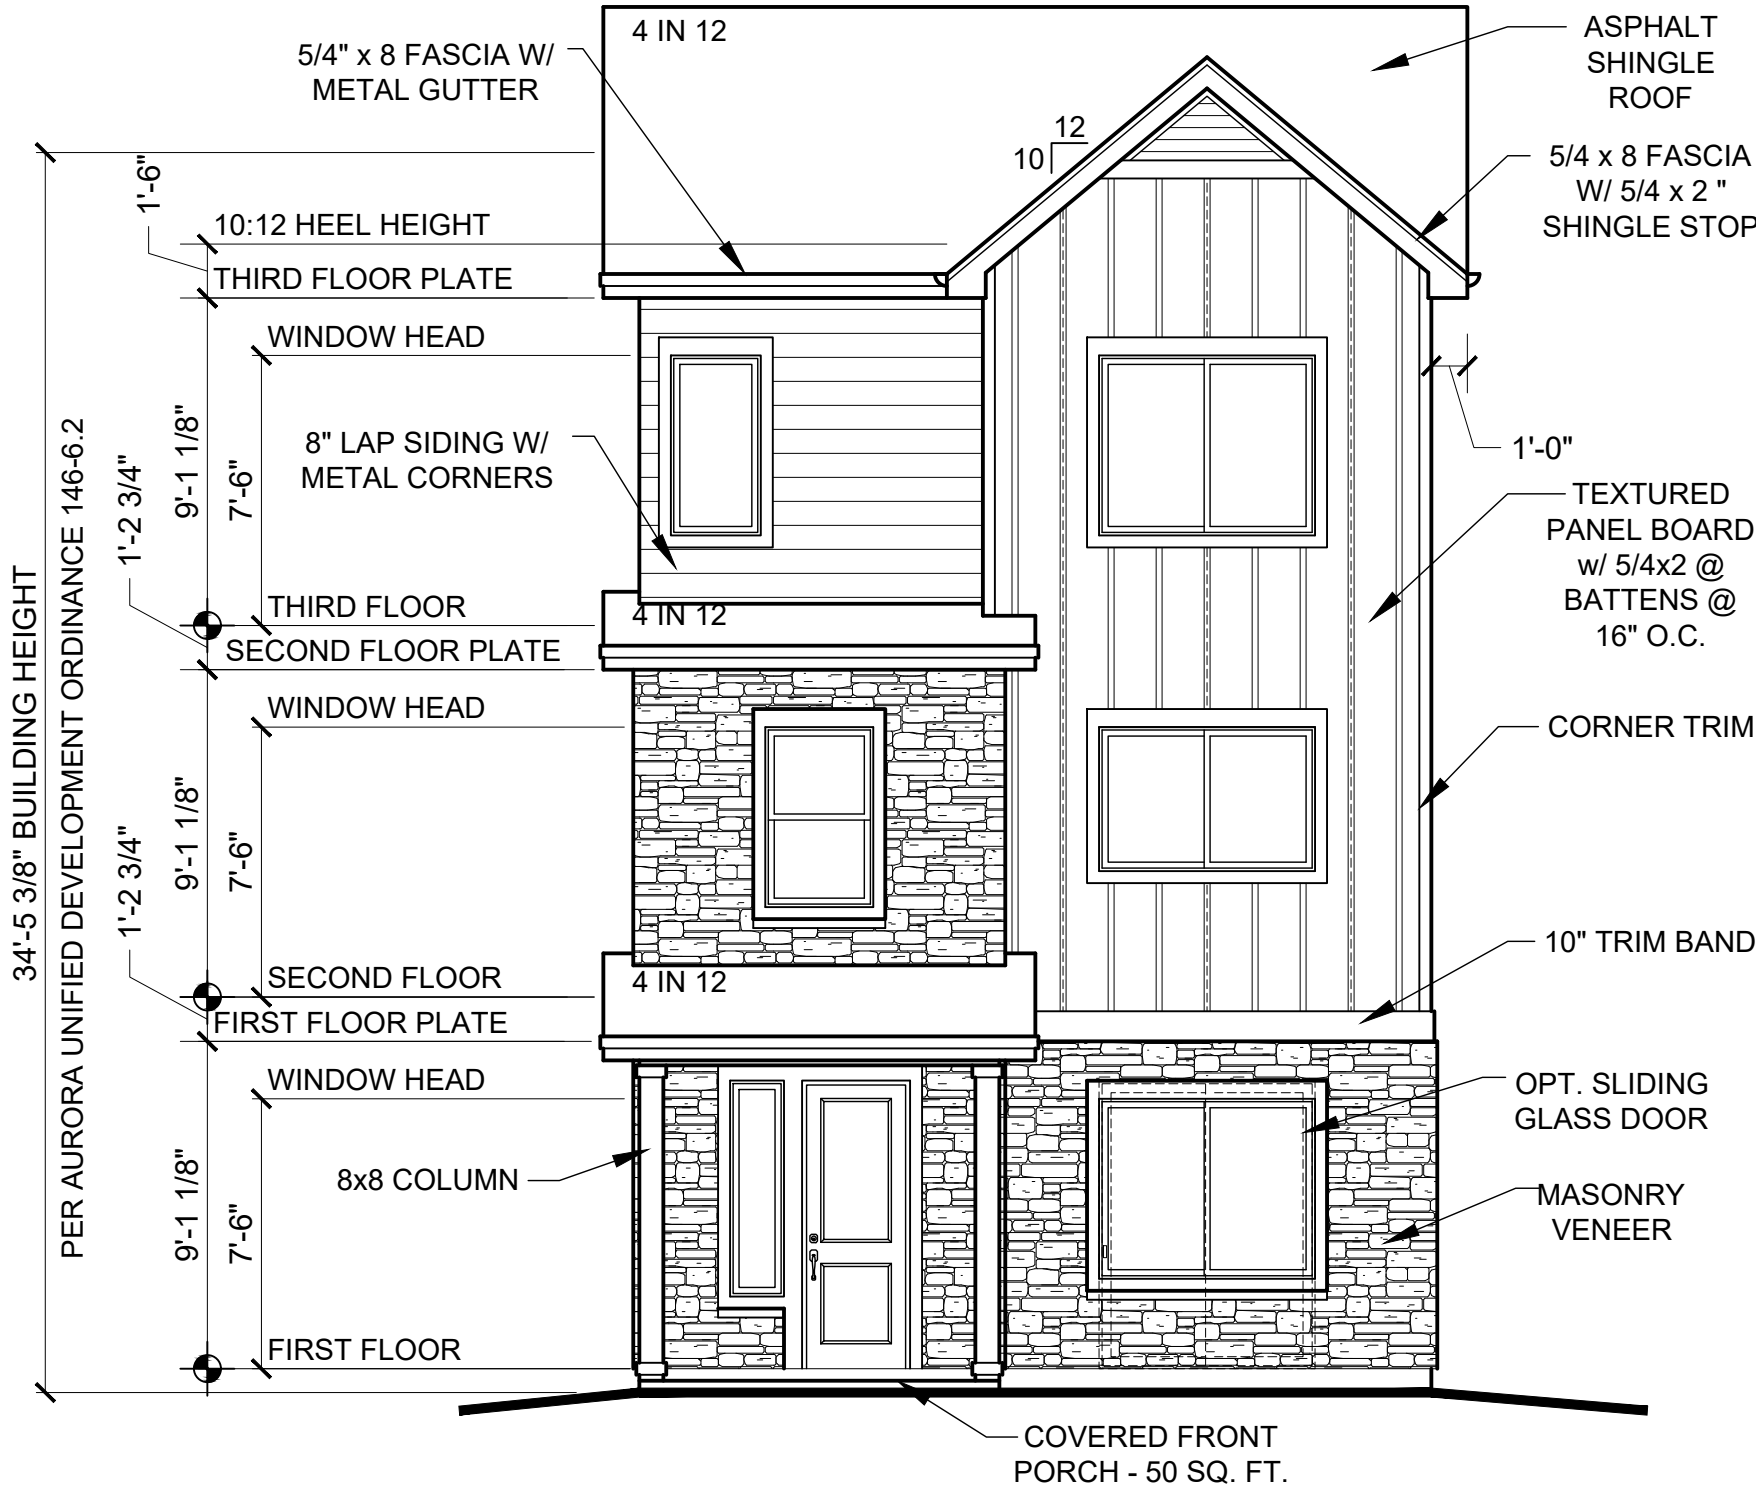 4 IN 12
5/4" x 8 FASCIA W/
METAL GUTTER
ASPHALT
SHINGLE
ROOF
12
10
5/4 x 8 FASCIA
W/ 5/4 x 2 "
SHINGLE STOP
1'-6"
10:12 HEEL HEIGHT
THIRD FLOOR PLATE
WINDOW HEAD
9'-1 1/8"
7'-6"
8" LAP SIDING W/
METAL CORNERS
1'-0"
TEXTURED
PANEL BOARD
w/ 5/4x2 @
BATTENS @
16" O.C.
34'-5 3/8" BUILDING HEIGHT
PER AURORA UNIFIED DEVELOPMENT ORDINANCE 146-6.2
1'-2 3/4"
THIRD FLOOR
4 IN 12
SECOND FLOOR PLATE
WINDOW HEAD
CORNER TRIM
9'-1 1/8"
7'-6"
1'-2 3/4"
10" TRIM BAND
SECOND FLOOR
4 IN 12
FIRST FLOOR PLATE
WINDOW HEAD
OPT. SLIDING
GLASS DOOR
9'-1 1/8"
7'-6"
8x8 COLUMN
MASONRY
VENEER
FIRST FLOOR
COVERED FRONT
PORCH - 50 SQ. FT.